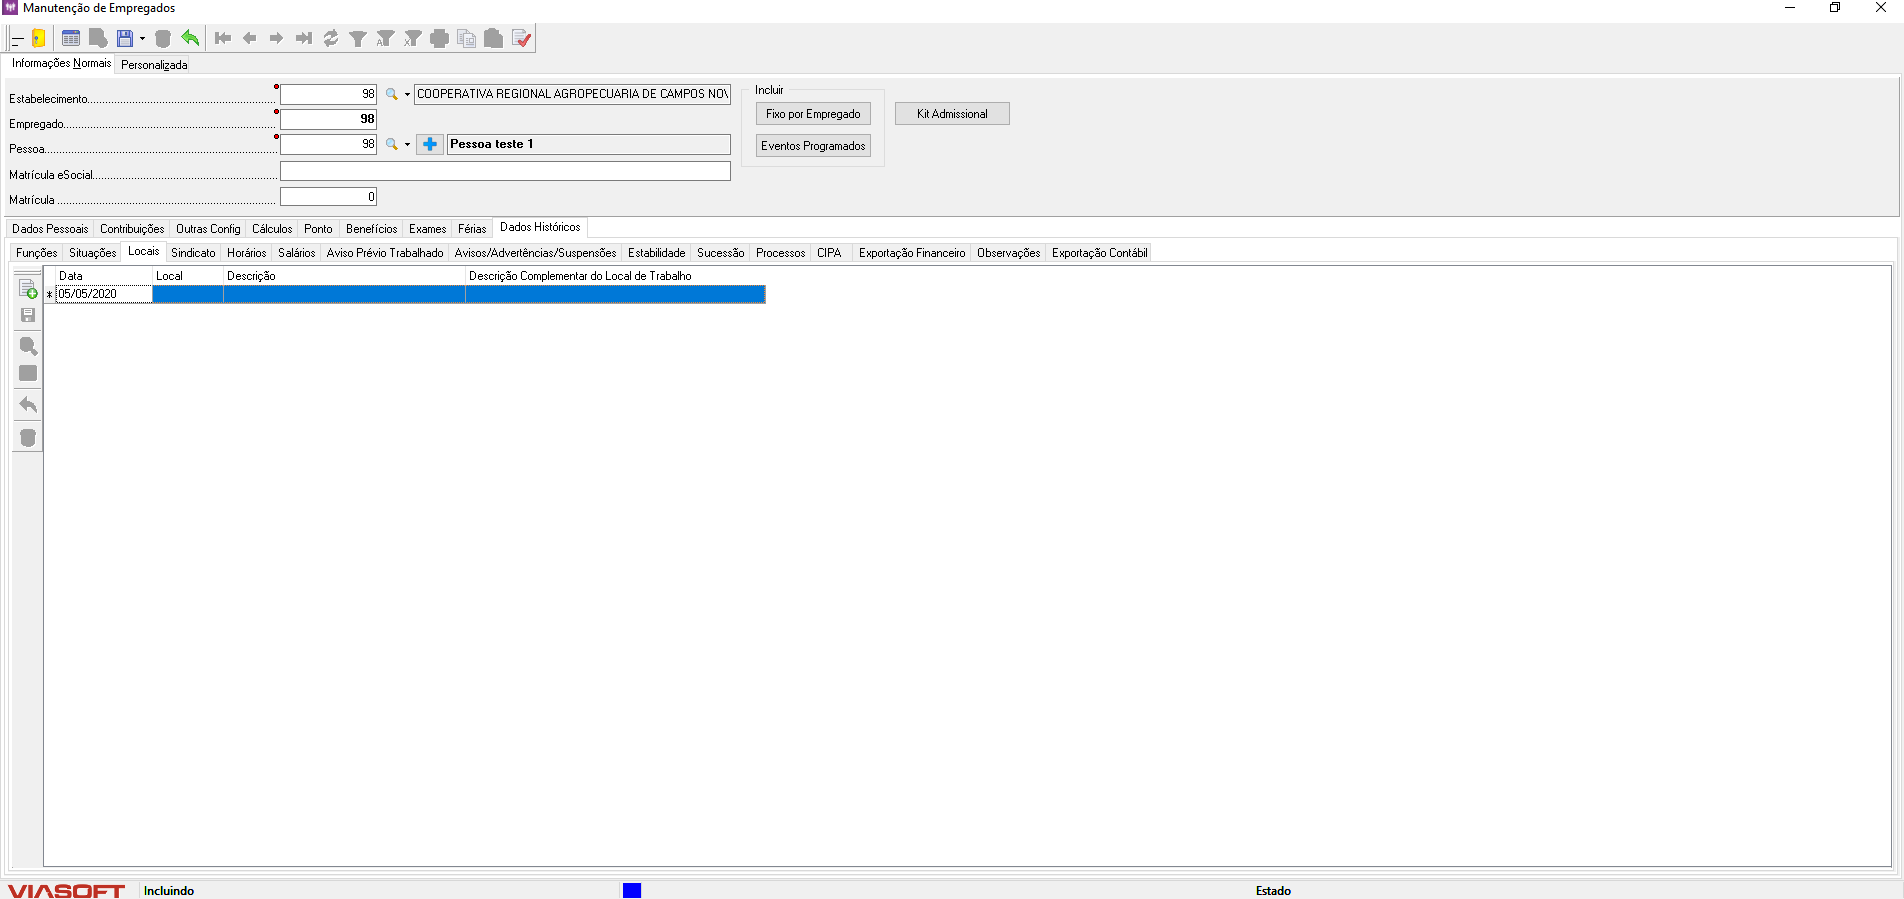 Manutenção de Empregados
Informações Normais Personalizada
Estabelecimento 98 COOPERATIVA REGIONAL AGROPECUARIA DE CAMPOS NOV
Empregado 98
Pessoa 98 Pessoa teste 1
Matrícula eSocial
Matrícula 0
Incluir
Fixo por Empregado Kit Admissional
Eventos Programados
Dados Pessoais Contribuições Outras Config Cálculos Ponto Benefícios Exames Férias Dados Históricos
Funções Situações Locais Sindicato Horários Salários Aviso Prévio Trabalhado Avisos/Advertências/Suspensões Estabilidade Sucessão Processos CIPA Exportação Financeiro Observações Exportação Contábil
Data Local Descrição Descrição Complementar do Local de Trabalho
* 05/05/2020
VIASOFT Incluindo Estado